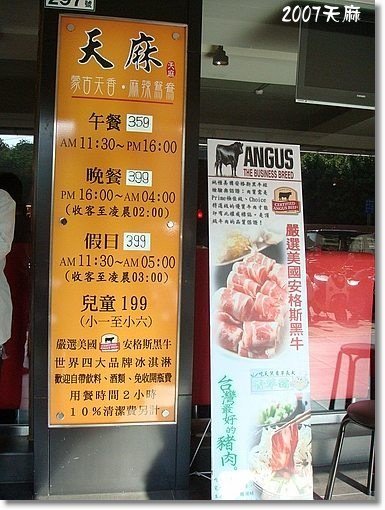 2007天麻
297號
天麻
天麻
蒙古天香·麻辣鴛鴦
午餐 359
AM 11:30~PM16:00
晚餐 399
PM 16:00~AM 04:00
(收客至凌晨02:00)
假日 399
AM 11:30~AM 05:00
(收客至凌晨03:00)
兒童 199
(小一至小六)
嚴選美國 安格斯黑牛
世界四大品牌冰淇淋
歡迎自帶飲料、酒類、免收開瓶費
用餐時間2小時
10%清潔費另計
ANGUS
THE BUSINESS BREED
CERTIFIED
ANGUS BEEF
嚴選美國安格斯黑牛
台灣最好的豬肉。